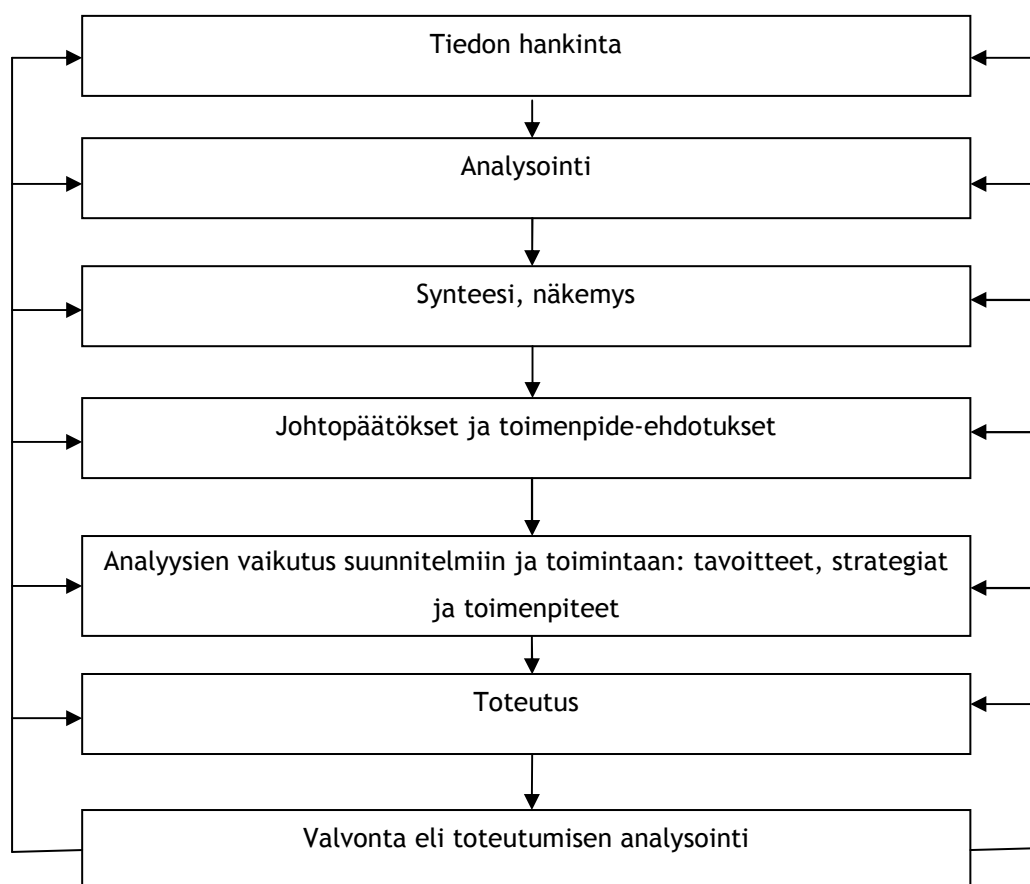 Tiedon hankinta
Analysointi
Synteesi, näkemys
Johtopäätökset ja toimenpide-ehdotukset
Analyysien vaikutus suunnitelmiin ja toimintaan: tavoitteet, strategiat
ja toimenpiteet
Toteutus
Valvonta eli toteutumisen analysointi